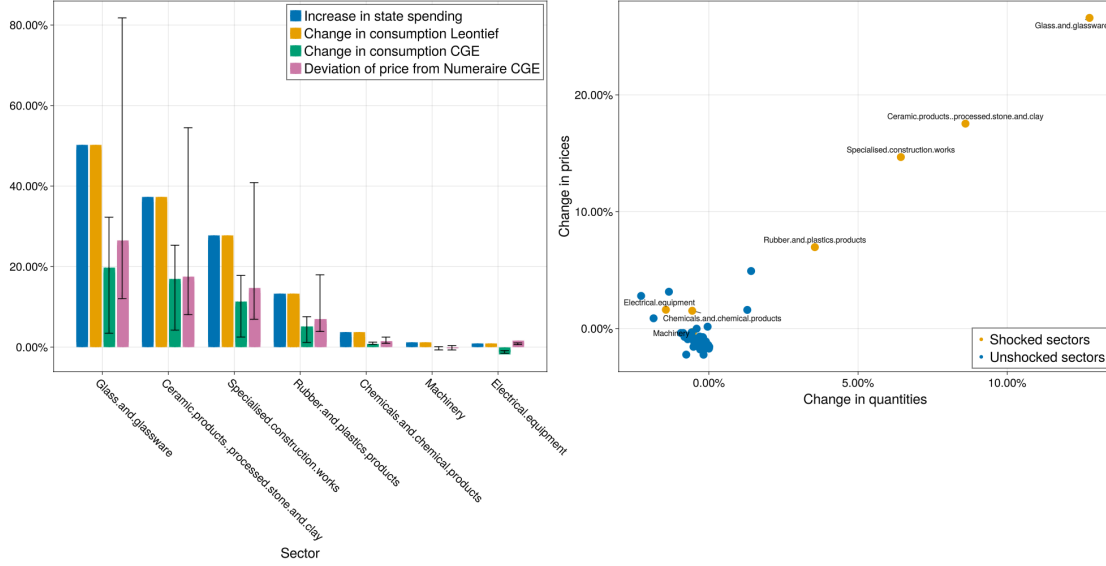 80.00%
60.00%
40.00%
20.00%
0.00%
Increase in state spending
Change in consumption Leontief
Change in consumption CGE
Deviation of price from Numeraire CGE
Glass.and.glassware
Ceramic.products..processed.stone.and.clay
Specialised.construction.works
Rubber.and.plastics.products
Chemicals.and.chemical.products
Machinery
Electrical.equipment
Sector
Change in prices
20.00%
10.00%
0.00%
Glass.and.glassware
Ceramic.products..processed.stone.and.clay
Specialised.construction.works
Rubber.and.plastics.products
Electrical.equipment
Chemicals.and.chemical.products
Machinery
Shocked sectors
Unshocked sectors
0.00%
5.00%
10.00%
Change in quantities